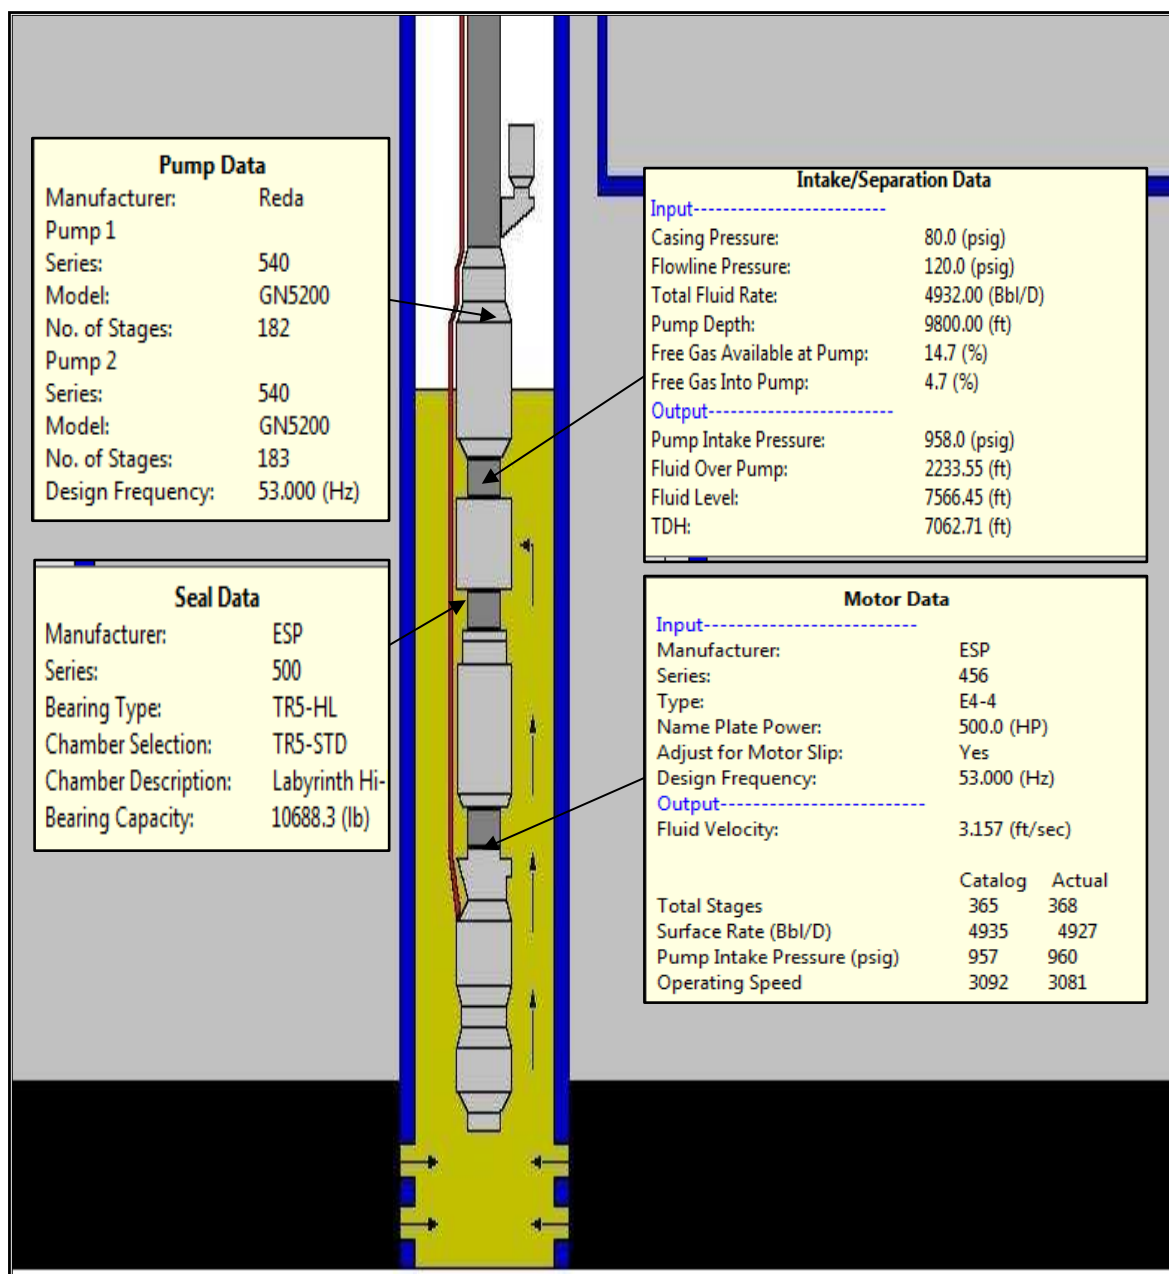 Pump Data
Manufacturer: Reda
Pump 1
Series: 540
Model: GN5200
No. of Stages: 182
Pump 2
Series: 540
Model: GN5200
No. of Stages: 183
Design Frequency: 53.000 (Hz)
Seal Data
Manufacturer: ESP
Series: 500
Bearing Type: TR5-HL
Chamber Selection: TR5-STD
Chamber Description: Labyrinth Hi-
Bearing Capacity: 10688.3 (lb)
Intake/Separation Data
Input--------------------------
Casing Pressure: 80.0 (psig)
Flowline Pressure: 120.0 (psig)
Total Fluid Rate: 4932.00 (Bbl/D)
Pump Depth: 9800.00 (ft)
Free Gas Available at Pump: 14.7 (%)
Free Gas Into Pump: 4.7 (%)
Output-------------------------
Pump Intake Pressure: 958.0 (psig)
Fluid Over Pump: 2233.55 (ft)
Fluid Level: 7566.45 (ft)
TDH: 7062.71 (ft)
Motor Data
Input--------------------------
Manufacturer: ESP
Series: 456
Type: E4-4
Name Plate Power: 500.0 (HP)
Adjust for Motor Slip: Yes
Design Frequency: 53.000 (Hz)
Output-------------------------
Fluid Velocity: 3.157 (ft/sec)
Catalog Actual
Total Stages 365 368
Surface Rate (Bbl/D) 4935 4927
Pump Intake Pressure (psig) 957 960
Operating Speed 3092 3081